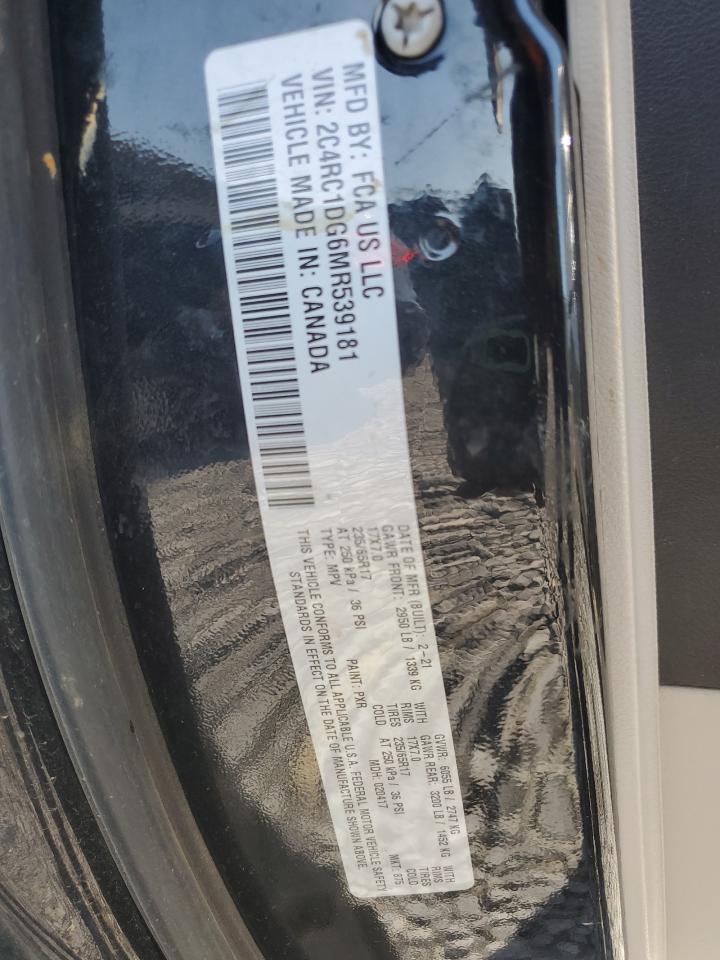 MFD BY: FCA US LLC
VIN: 2C4RC1DG6MR539181
VEHICLE MADE IN: CANADA
DATE OF MFR (BUILT): 2-21 GVWR: 6055 LB / 2747 KG
GAWR FRONT: 2950 LB / 1339 KG WITH GAWR REAR: 3200 LB / 1452 KG WITH
17X7.0 RIMS 17X7.0 RIMS
235/65R17 TIRES 235/65R17 TIRES
AT 250 kPa / 36 PSI COLD AT 250 kPa / 36 PSI COLD
TYPE: MPV PAINT: PXR MDH: 020417 MKT: 875
THIS VEHICLE CONFORMS TO ALL APPLICABLE U.S.A. FEDERAL MOTOR VEHICLE SAFETY
STANDARDS IN EFFECT ON THE DATE OF MANUFACTURE SHOWN ABOVE